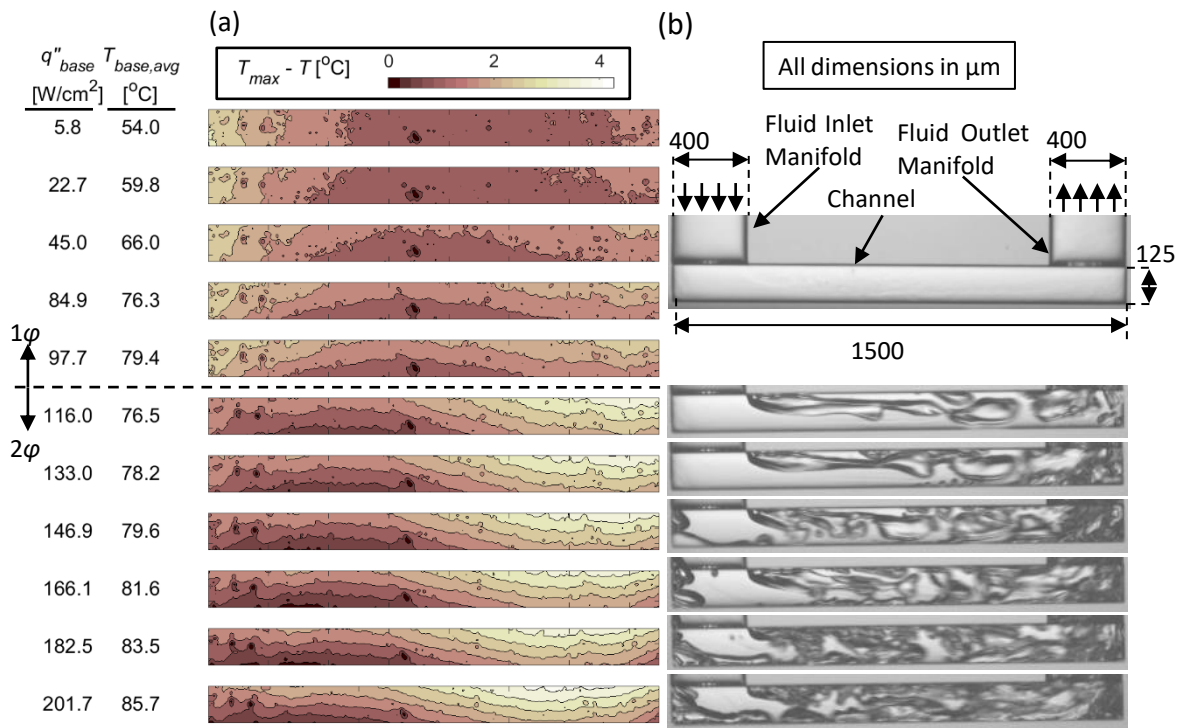 (a)
(b)
q"base Tbase,avg
[W/cm2] [oC]
Tmax - T [oC] 0 2 4
All dimensions in μm
5.8 54.0
22.7 59.8
45.0 66.0
84.9 76.3
97.7 79.4
1φ
2φ
116.0 76.5
133.0 78.2
146.9 79.6
166.1 81.6
182.5 83.5
201.7 85.7
400
Fluid Inlet
Manifold
Fluid Outlet
Manifold
400
Channel
125
1500